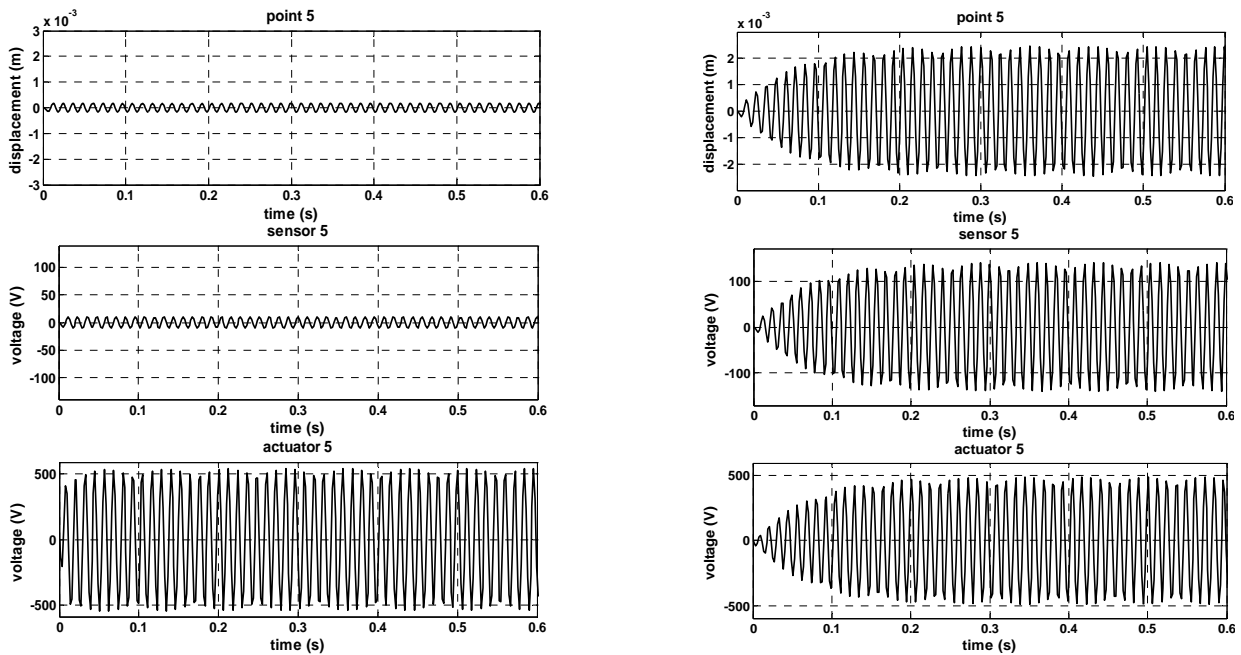 point 5
x 10-3
displacement (m)
3
2
1
0
-1
-2
-3
0 0.1 0.2 0.3 0.4 0.5 0.6
time (s)
sensor 5
voltage (V)
100
50
0
-50
-100
0 0.1 0.2 0.3 0.4 0.5 0.6
time (s)
actuator 5
voltage (V)
500
0
-500
0 0.1 0.2 0.3 0.4 0.5 0.6
time (s)
point 5
x 10-3
displacement (m)
2
1
0
-1
-2
0 0.1 0.2 0.3 0.4 0.5 0.6
time (s)
sensor 5
voltage (V)
100
0
-100
0 0.1 0.2 0.3 0.4 0.5 0.6
time (s)
actuator 5
voltage (V)
500
0
-500
0 0.1 0.2 0.3 0.4 0.5 0.6
time (s)